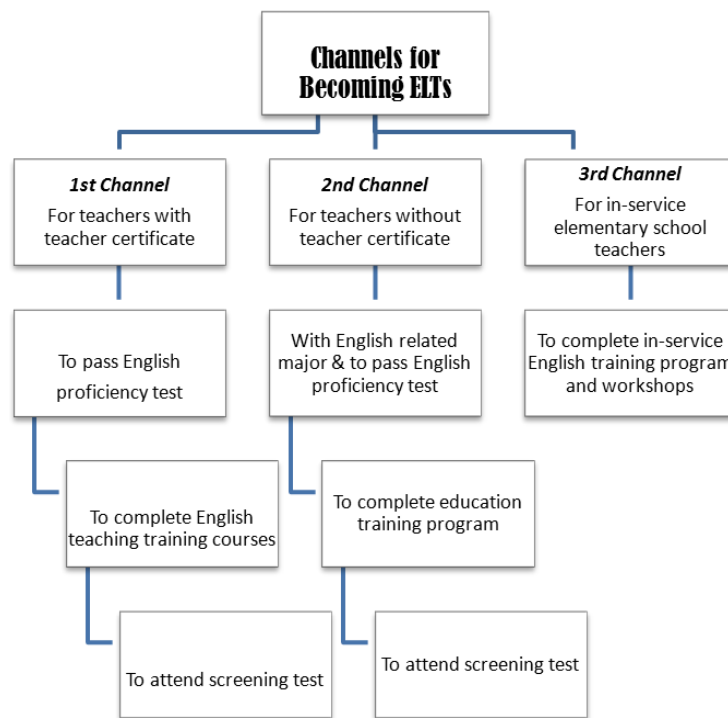 Channels for
Becoming ELTs
1st Channel
For teachers with
teacher certificate
2nd Channel
For teachers without
teacher certificate
3rd Channel
For in-service
elementary school
teachers
To pass English
proficiency test
With English related
major & to pass English
proficiency test
To complete in-service
English training program
and workshops
To complete English
teaching training courses
To complete education
training program
To attend screening test
To attend screening test